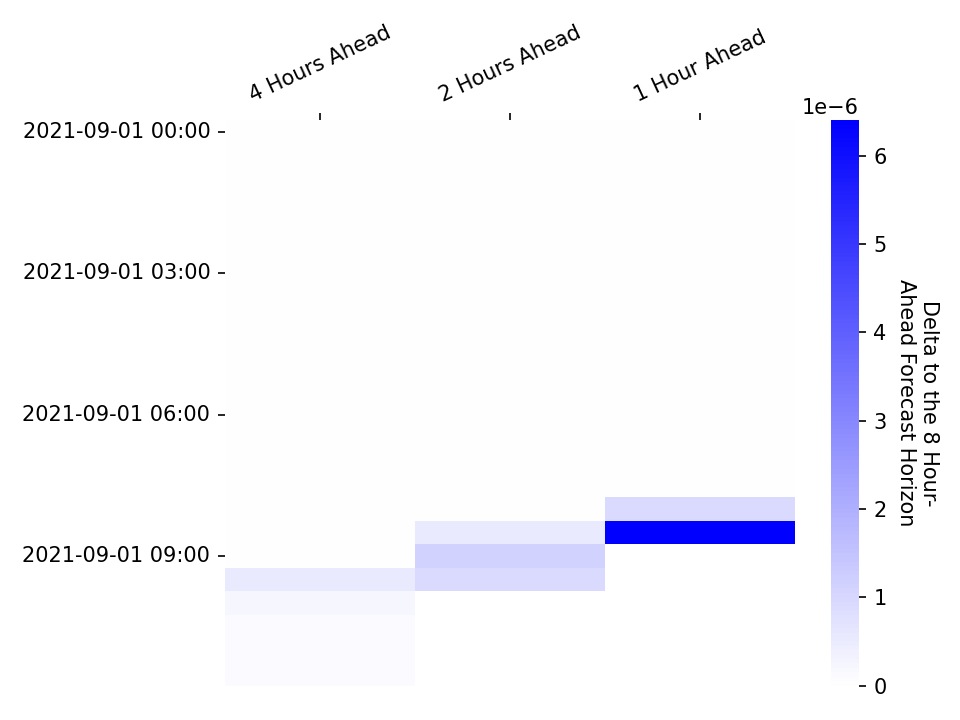 4 Hours Ahead
2 Hours Ahead
1 Hour Ahead
1e−6
2021-09-01 00:00
2021-09-01 03:00
2021-09-01 06:00
2021-09-01 09:00
6
5
4
3
2
1
0
Delta to the 8 Hour-
Ahead Forecast Horizon